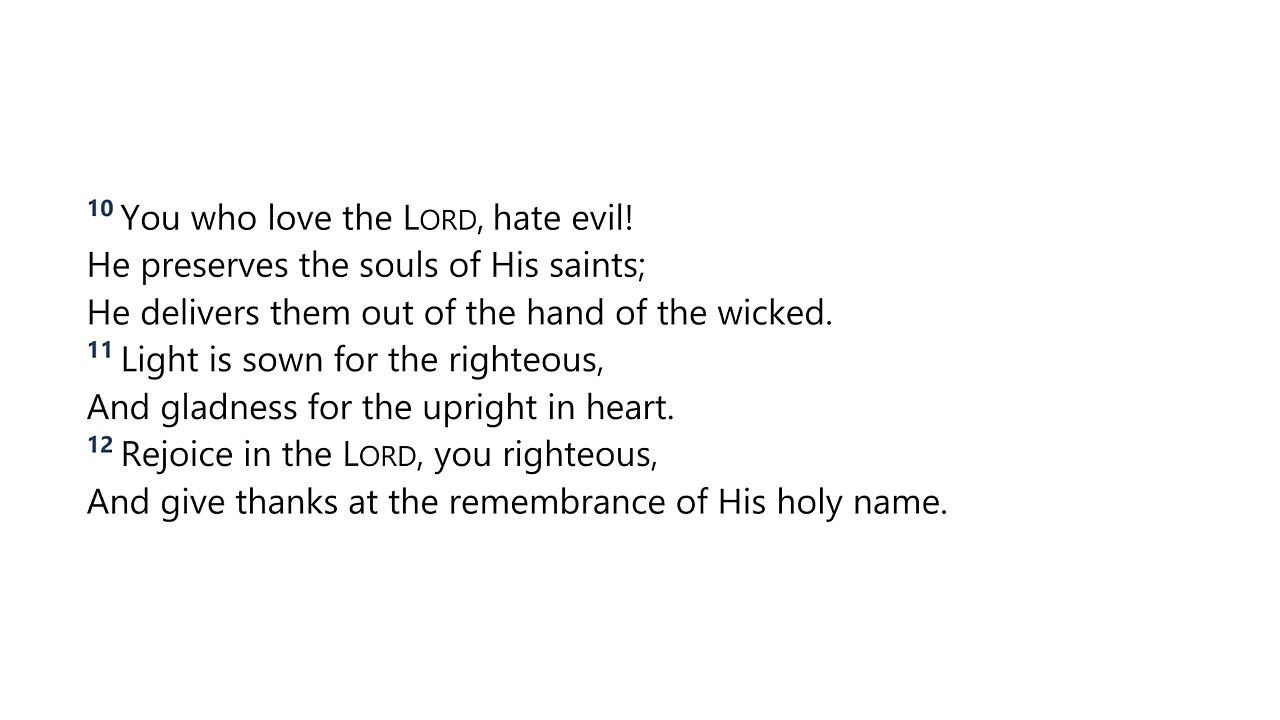 10 You who love the LORD, hate evil!
He preserves the souls of His saints;
He delivers them out of the hand of the wicked.
11 Light is sown for the righteous,
And gladness for the upright in heart.
12 Rejoice in the LORD, you righteous,
And give thanks at the remembrance of His holy name.